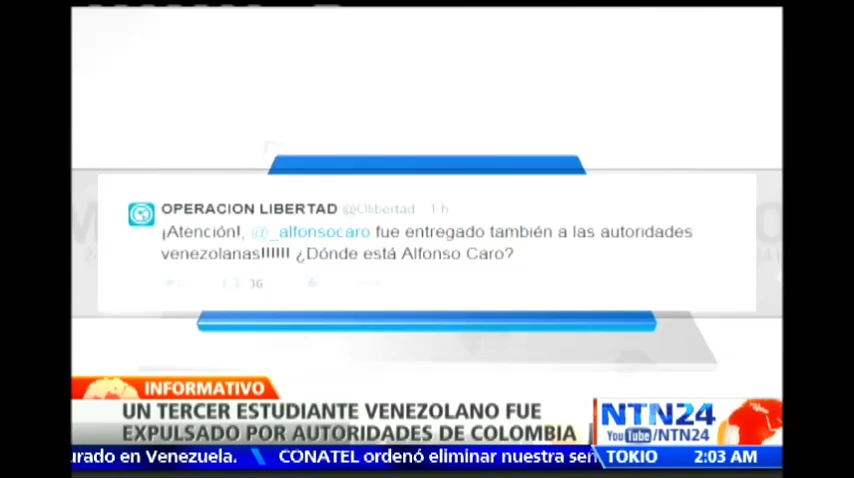 OPERACION LIBERTAD @Olibertad 1 h
¡Atención!, @_alfonsocaro fue entregado también a las autoridades
venezolanas!!!!!! ¿Dónde está Alfonso Caro?
36
INFORMATIVO
UN TERCER ESTUDIANTE VENEZOLANO FUE
EXPULSADO POR AUTORIDADES DE COLOMBIA
NTN24
YouTube/NTN24
urado en Venezuela. CONATEL ordenó eliminar nuestra señ
TOKIO 2:03 AM